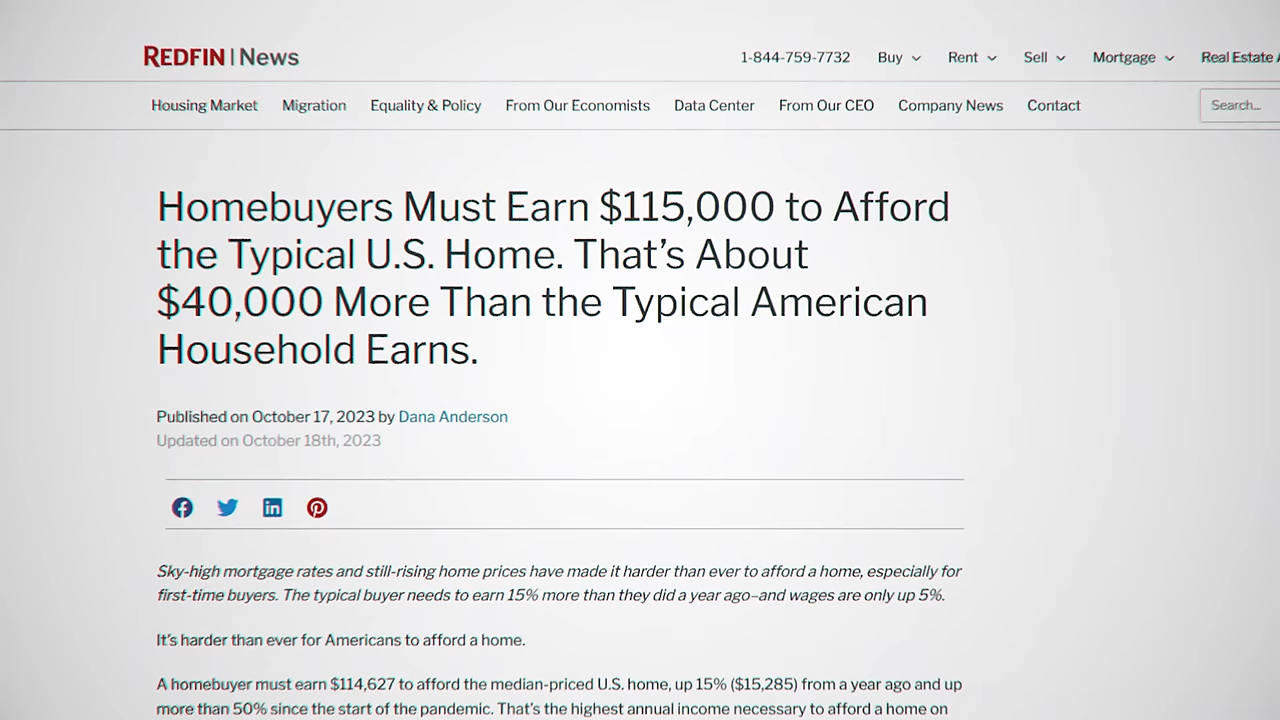 REDFIN | News
1-844-759-7732 Buy Rent Sell Mortgage Real Estate
Housing Market Migration Equality & Policy From Our Economists Data Center From Our CEO Company News Contact Search...
Homebuyers Must Earn $115,000 to Afford
the Typical U.S. Home. That’s About
$40,000 More Than the Typical American
Household Earns.
Published on October 17, 2023 by Dana Anderson
Updated on October 18th, 2023
Sky-high mortgage rates and still-rising home prices have made it harder than ever to afford a home, especially for
first-time buyers. The typical buyer needs to earn 15% more than they did a year ago–and wages are only up 5%.
It’s harder than ever for Americans to afford a home.
A homebuyer must earn $114,627 to afford the median-priced U.S. home, up 15% ($15,285) from a year ago and up
more than 50% since the start of the pandemic. That’s the highest annual income necessary to afford a home on